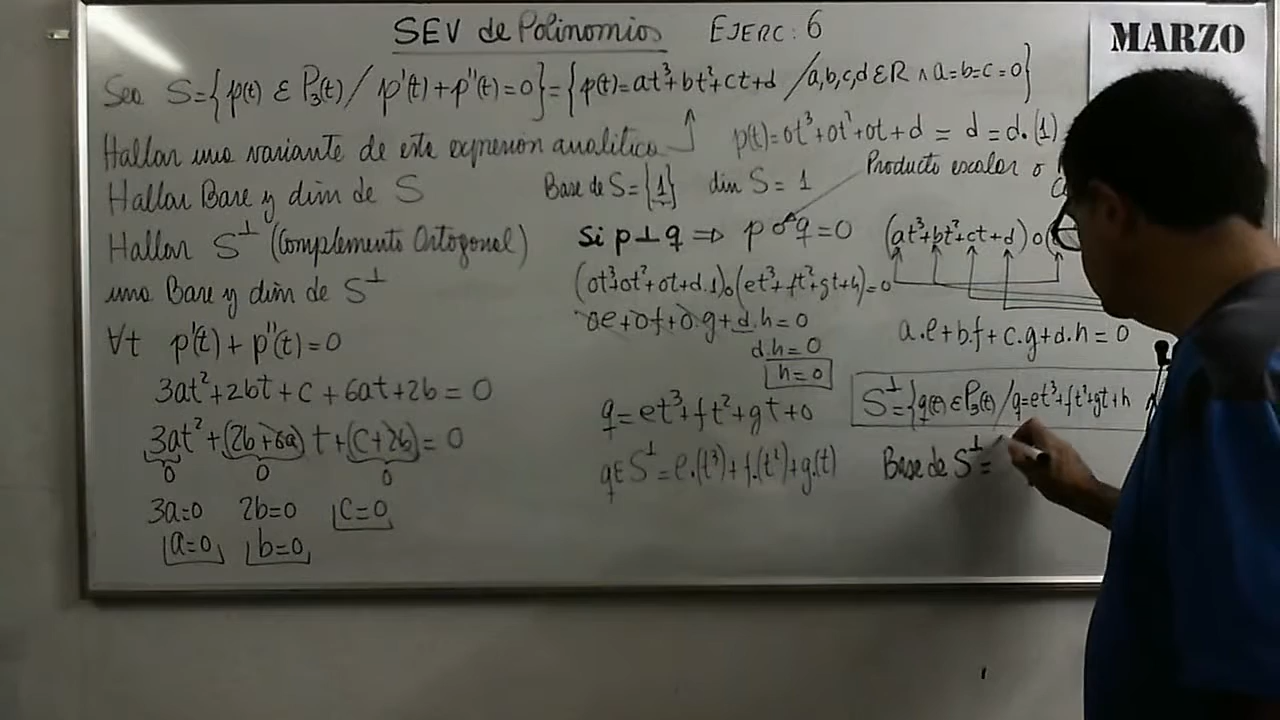 SEV de Polinomios EJERC: 6
MARZO
Sea S={p(t) ∈ P₃(t) / p'(t)+p''(t)=0}={p(t)=at³+bt²+ct+d /a,b,c,d∈R ∧ a=b=c=0}
Hallar una variante de esta expresión analítica
p(t)=0t³+0t²+0t+d = d = d.(1)
Hallar Base y dim de S
Base de S={1} dim S=1
Producto escalar o
Hallar S⊥ (Complemento Ortogonal)
una Base y dim de S⊥
Si p⊥q ⇒ p∘q=0
(at³+bt²+ct+d)∘(
(0t³+0t²+0t+d.1)∘(et³+ft²+gt+h)=0
0e+0f+0.g+d.h=0
d.h=0
h=0
a.e+b.f+c.g+d.h=0
∀t p'(t)+p''(t)=0
3at²+2bt+c+6at+2b=0
3at²+(2b+6a)t+(c+2b)=0
0 0 0
3a=0 2b=0 c=0
a=0 b=0
q=et³+ft²+gt+0
q∈S⊥=e.(t³)+f.(t²)+g.(t)
S⊥={q(t)∈P₃(t)/q=et³+ft²+gt+h
Base de S⊥=